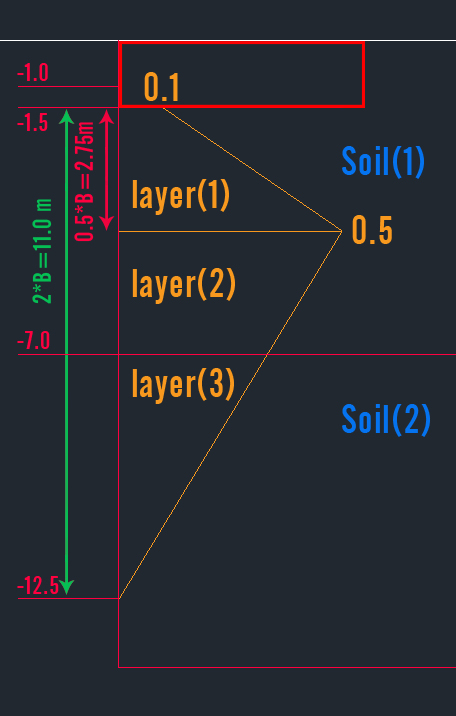 -1.0
0.1
-1.5
Soil(1)
0.5*B=2.75m
layer(1)
2*B=11.0 m
0.5
layer(2)
-7.0
layer(3)
Soil(2)
-12.5